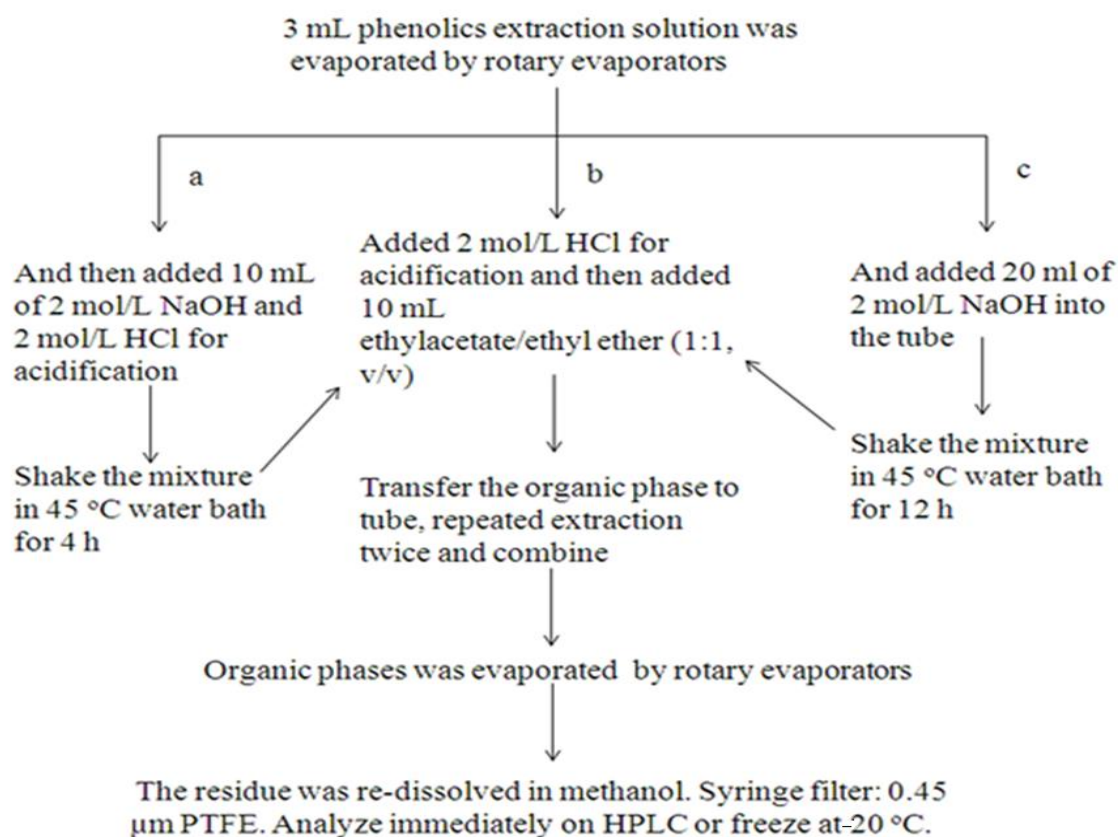 3 mL phenolics extraction solution was
evaporated by rotary evaporators
a
b
c
And then added 10 mL
of 2 mol/L NaOH and
2 mol/L HCl for
acidification
Shake the mixture
in 45 °C water bath
for 4 h
Added 2 mol/L HCl for
acidification and then added
10 mL
ethylacetate/ethyl ether (1:1,
v/v)
And added 20 ml of
2 mol/L NaOH into
the tube
Shake the mixture
in 45 °C water bath
for 12 h
Transfer the organic phase to
tube, repeated extraction
twice and combine
Organic phases was evaporated by rotary evaporators
The residue was re-dissolved in methanol. Syringe filter: 0.45
µm PTFE. Analyze immediately on HPLC or freeze at–20 °C.